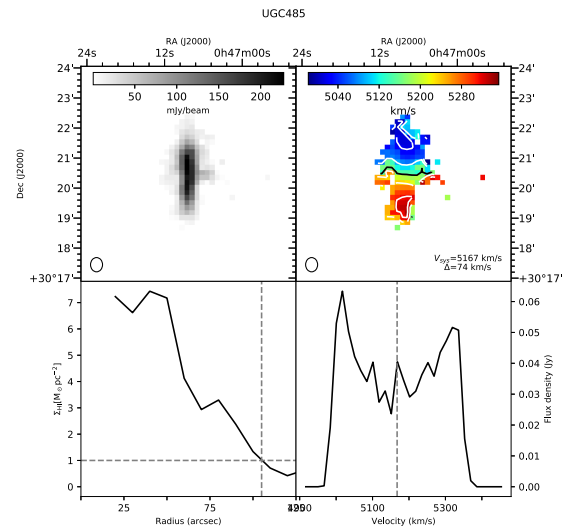 UGC485
RA (J2000)
RA (J2000)
24s 12s 0h47m00s
24s 12s 0h47m00s
24'
23'
22'
21'
20'
19'
18'
+30°17'
Dec (J2000)
50 100 150 200
mJy/beam
5040 5120 5200 5280
km/s
24'
23'
22'
21'
20'
19'
18'
+30°17'
V_sys=5167 km/s
Δ=74 km/s
7
6
5
4
3
2
1
0
Σ_HI[M_⊙pc⁻²]
25 75
Radius (arcsec)
5100 5300
Velocity (km/s)
0.06
0.05
0.04
0.03
0.02
0.01
0.00
Flux density (Jy)